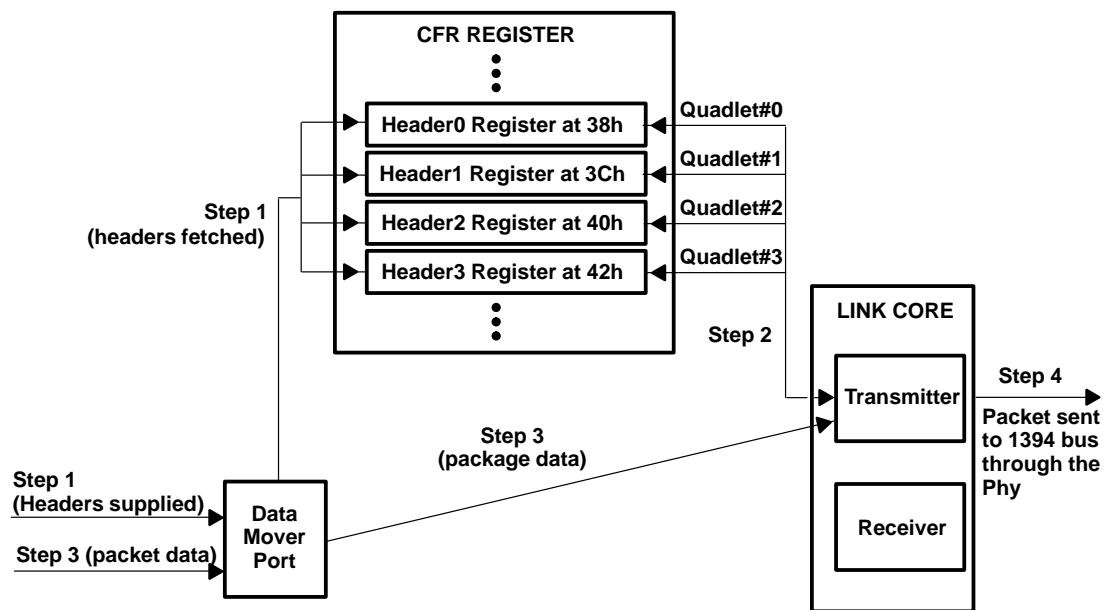 CFR REGISTER
Header0 Register at 38h
Header1 Register at 3Ch
Header2 Register at 40h
Header3 Register at 42h
Quadlet#0
Quadlet#1
Quadlet#2
Quadlet#3
Step 1
(headers fetched)
Step 2
LINK CORE
Transmitter
Receiver
Step 4
Packet sent
to 1394 bus
through the
Phy
Step 3
(package data)
Step 1
(Headers supplied)
Step 3 (packet data)
Data
Mover
Port